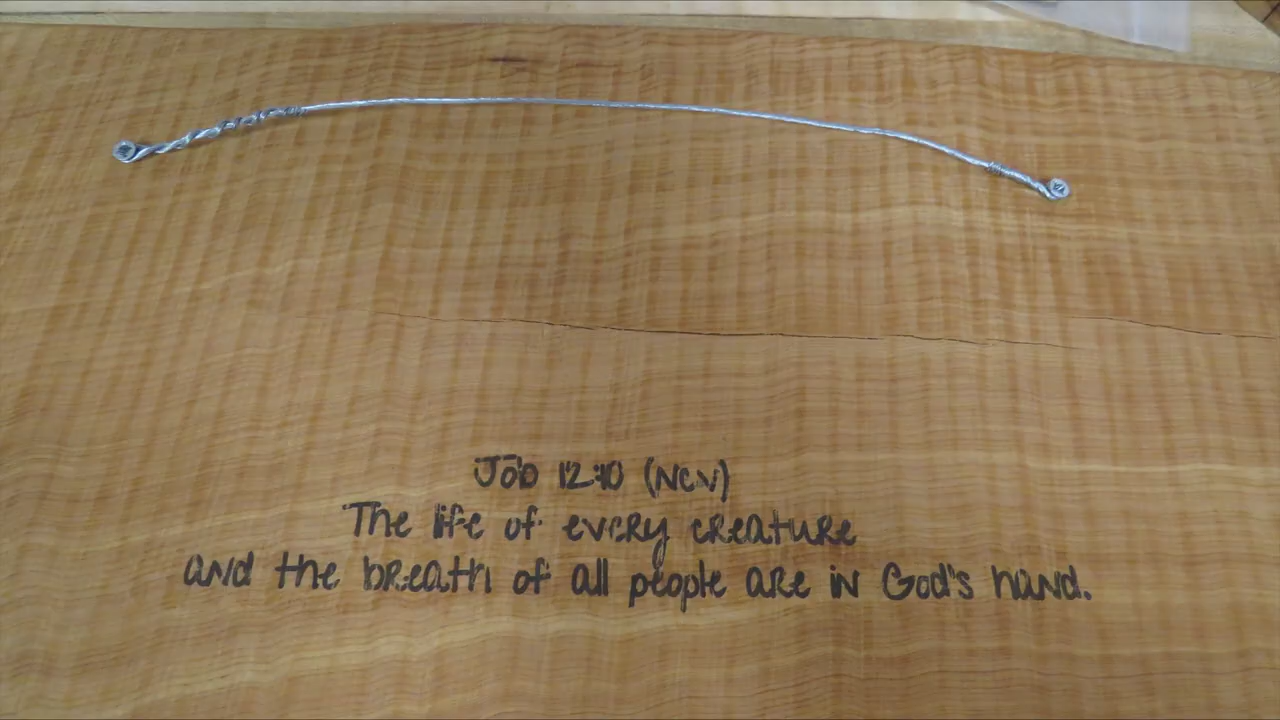 Job 12:10 (NCV)
The life of every creature
and the breath of all people are in God's hand.